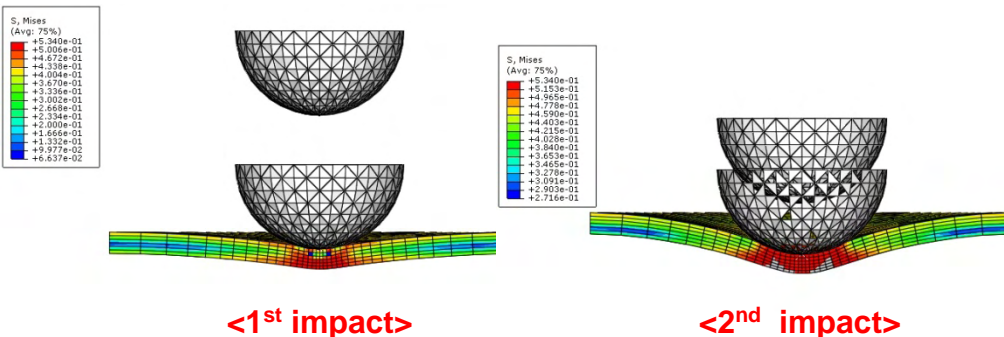 S, Mises
(Avg: 75%)
+5.340e-01
+5.006e-01
+4.672e-01
+4.338e-01
+4.004e-01
+3.670e-01
+3.336e-01
+3.002e-01
+2.668e-01
+2.334e-01
+2.000e-01
+1.666e-01
+1.332e-01
+9.977e-02
+6.637e-02
S, Mises
(Avg: 75%)
+5.340e-01
+5.153e-01
+4.965e-01
+4.778e-01
+4.590e-01
+4.403e-01
+4.215e-01
+4.028e-01
+3.840e-01
+3.653e-01
+3.465e-01
+3.278e-01
+3.091e-01
+2.903e-01
+2.716e-01
<1st impact>
<2nd impact>